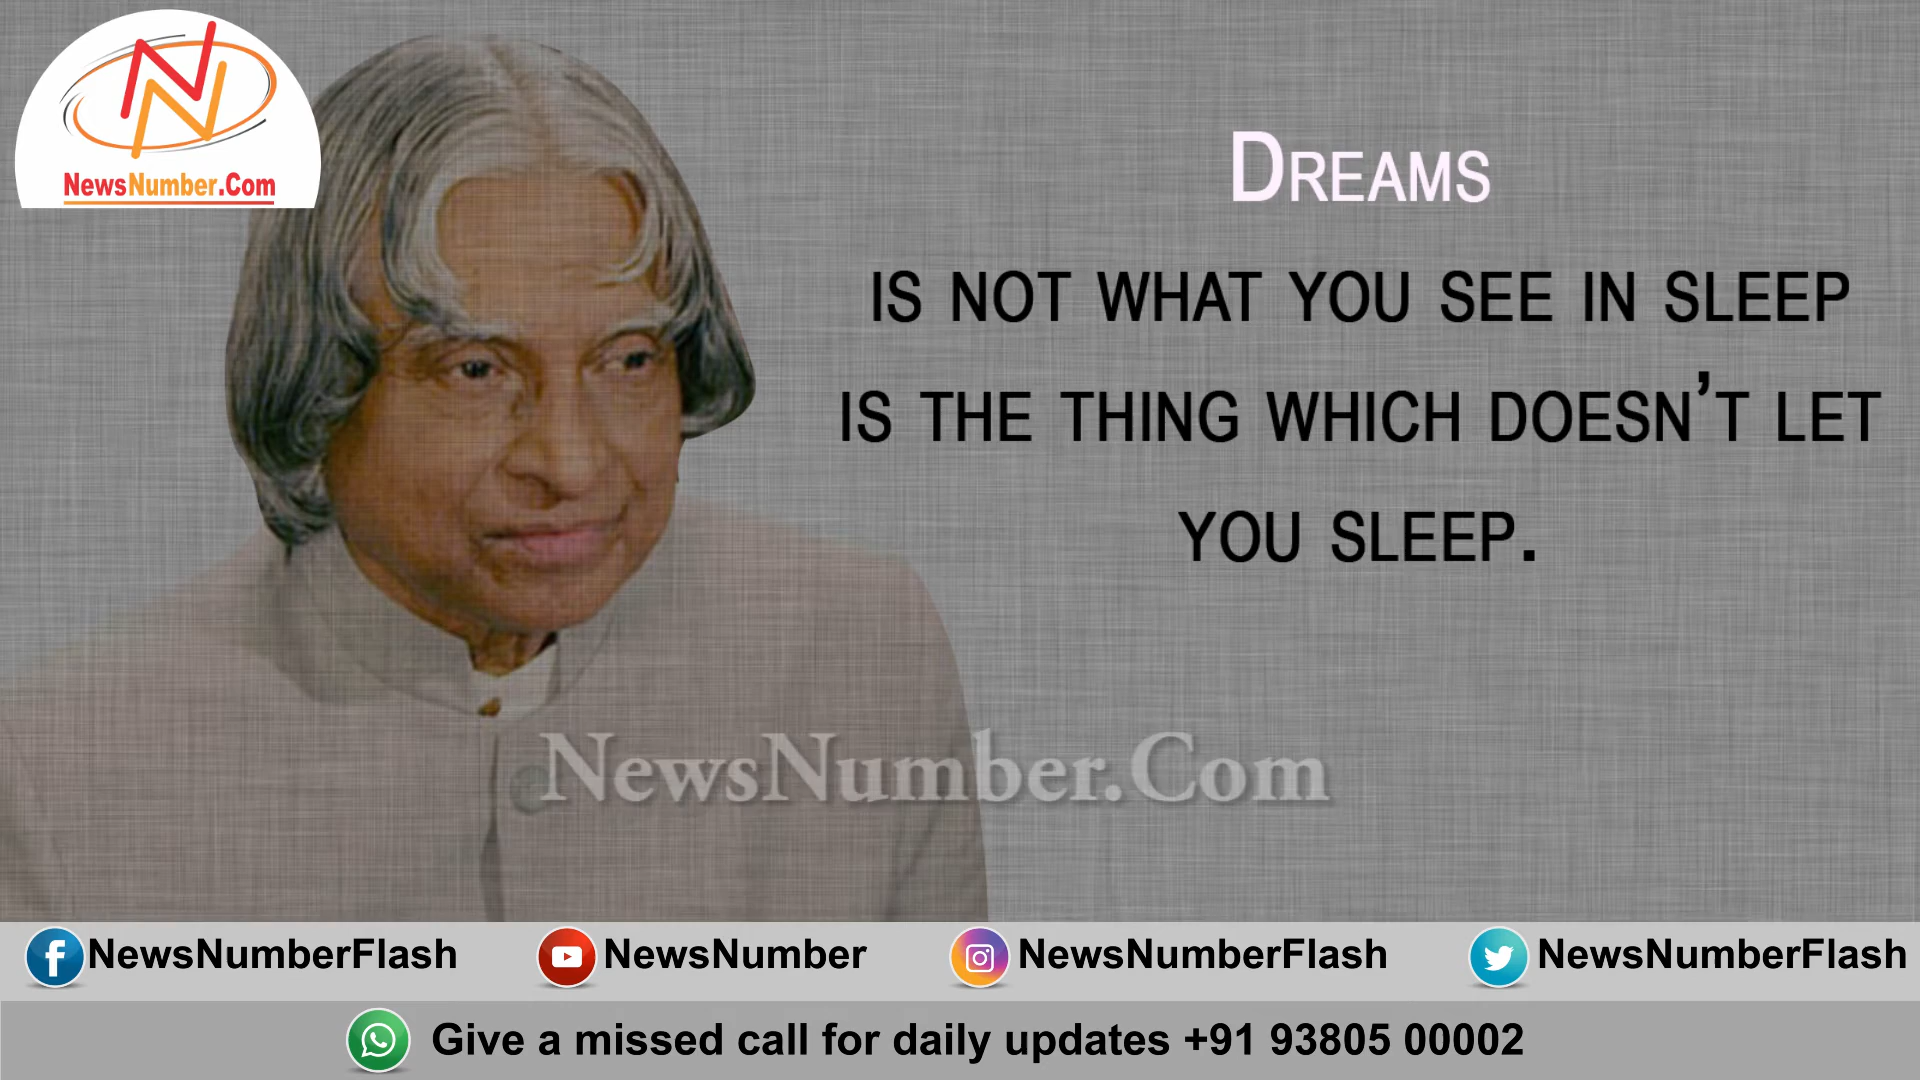 NewsNumber.Com
Dreams
is not what you see in sleep
is the thing which doesn't let
you sleep.
NewsNumber.Com
NewsNumberFlash
NewsNumber
NewsNumberFlash
NewsNumberFlash
Give a missed call for daily updates +91 93805 00002